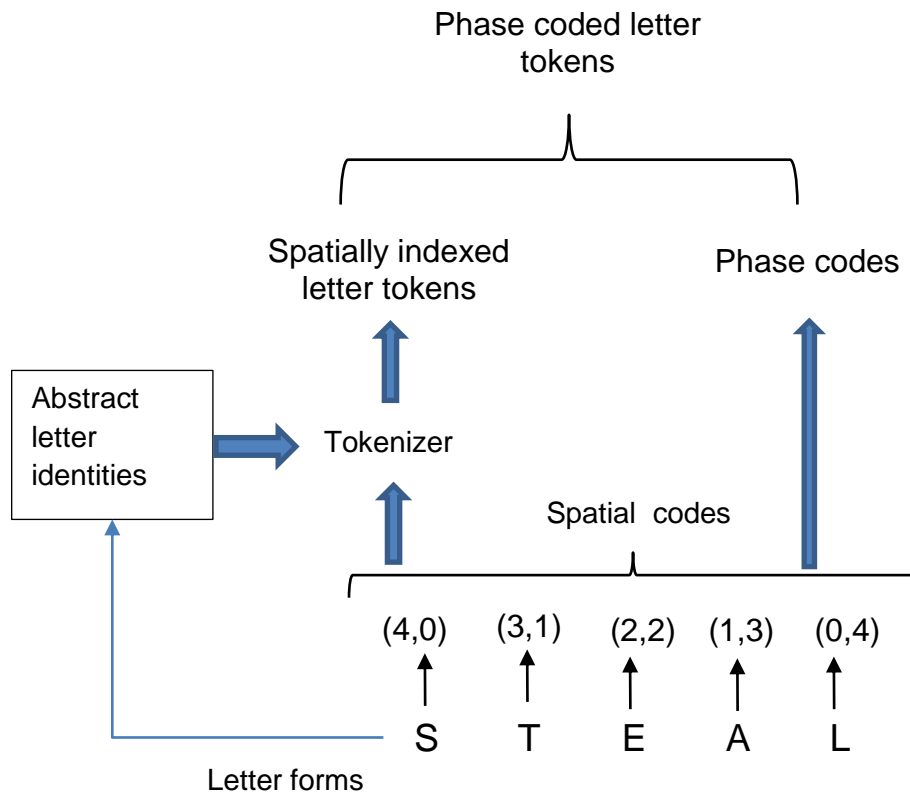 Phase coded letter
tokens
Spatially indexed
letter tokens
Phase codes
Abstract
letter
identities
Tokenizer
Spatial codes
(4,0) (3,1) (2,2) (1,3) (0,4)
S T E A L
Letter forms